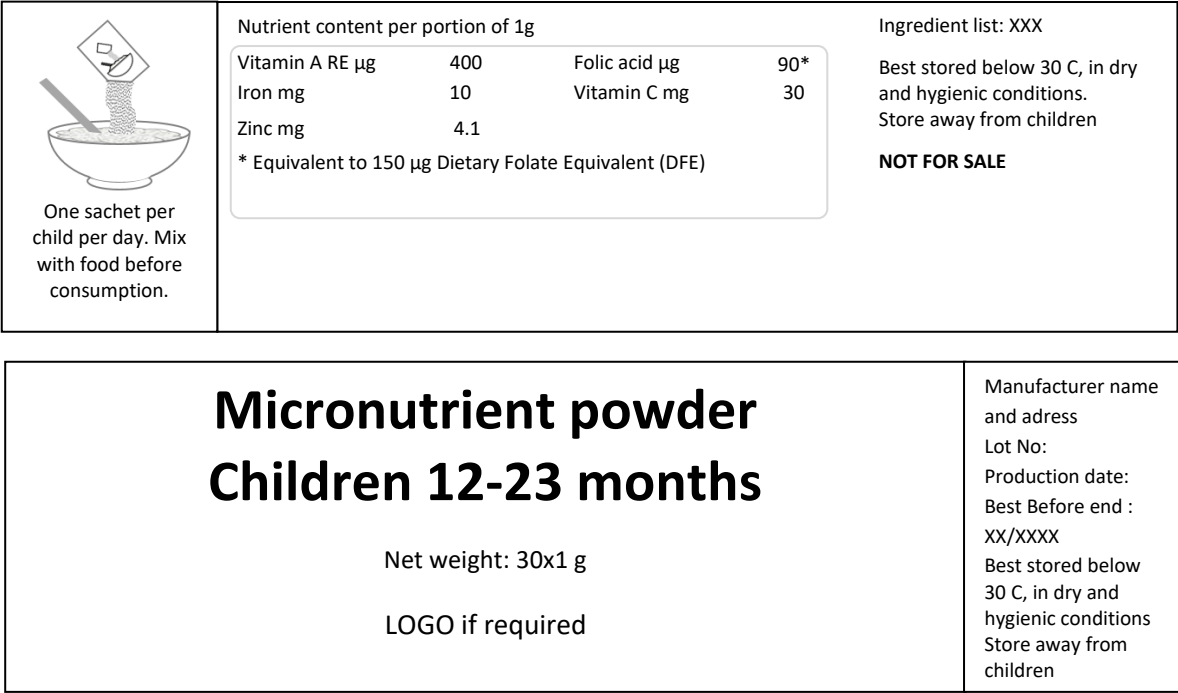 One sachet per
child per day. Mix
with food before
consumption.
Nutrient content per portion of 1g
Vitamin A RE µg 400 Folic acid µg 90*
Iron mg 10 Vitamin C mg 30
Zinc mg 4.1
* Equivalent to 150 µg Dietary Folate Equivalent (DFE)
Ingredient list: XXX
Best stored below 30 C, in dry
and hygienic conditions.
Store away from children
NOT FOR SALE
Micronutrient powder
Children 12-23 months
Net weight: 30x1 g
LOGO if required
Manufacturer name
and adress
Lot No:
Production date:
Best Before end :
XX/XXXX
Best stored below
30 C, in dry and
hygienic conditions
Store away from
children